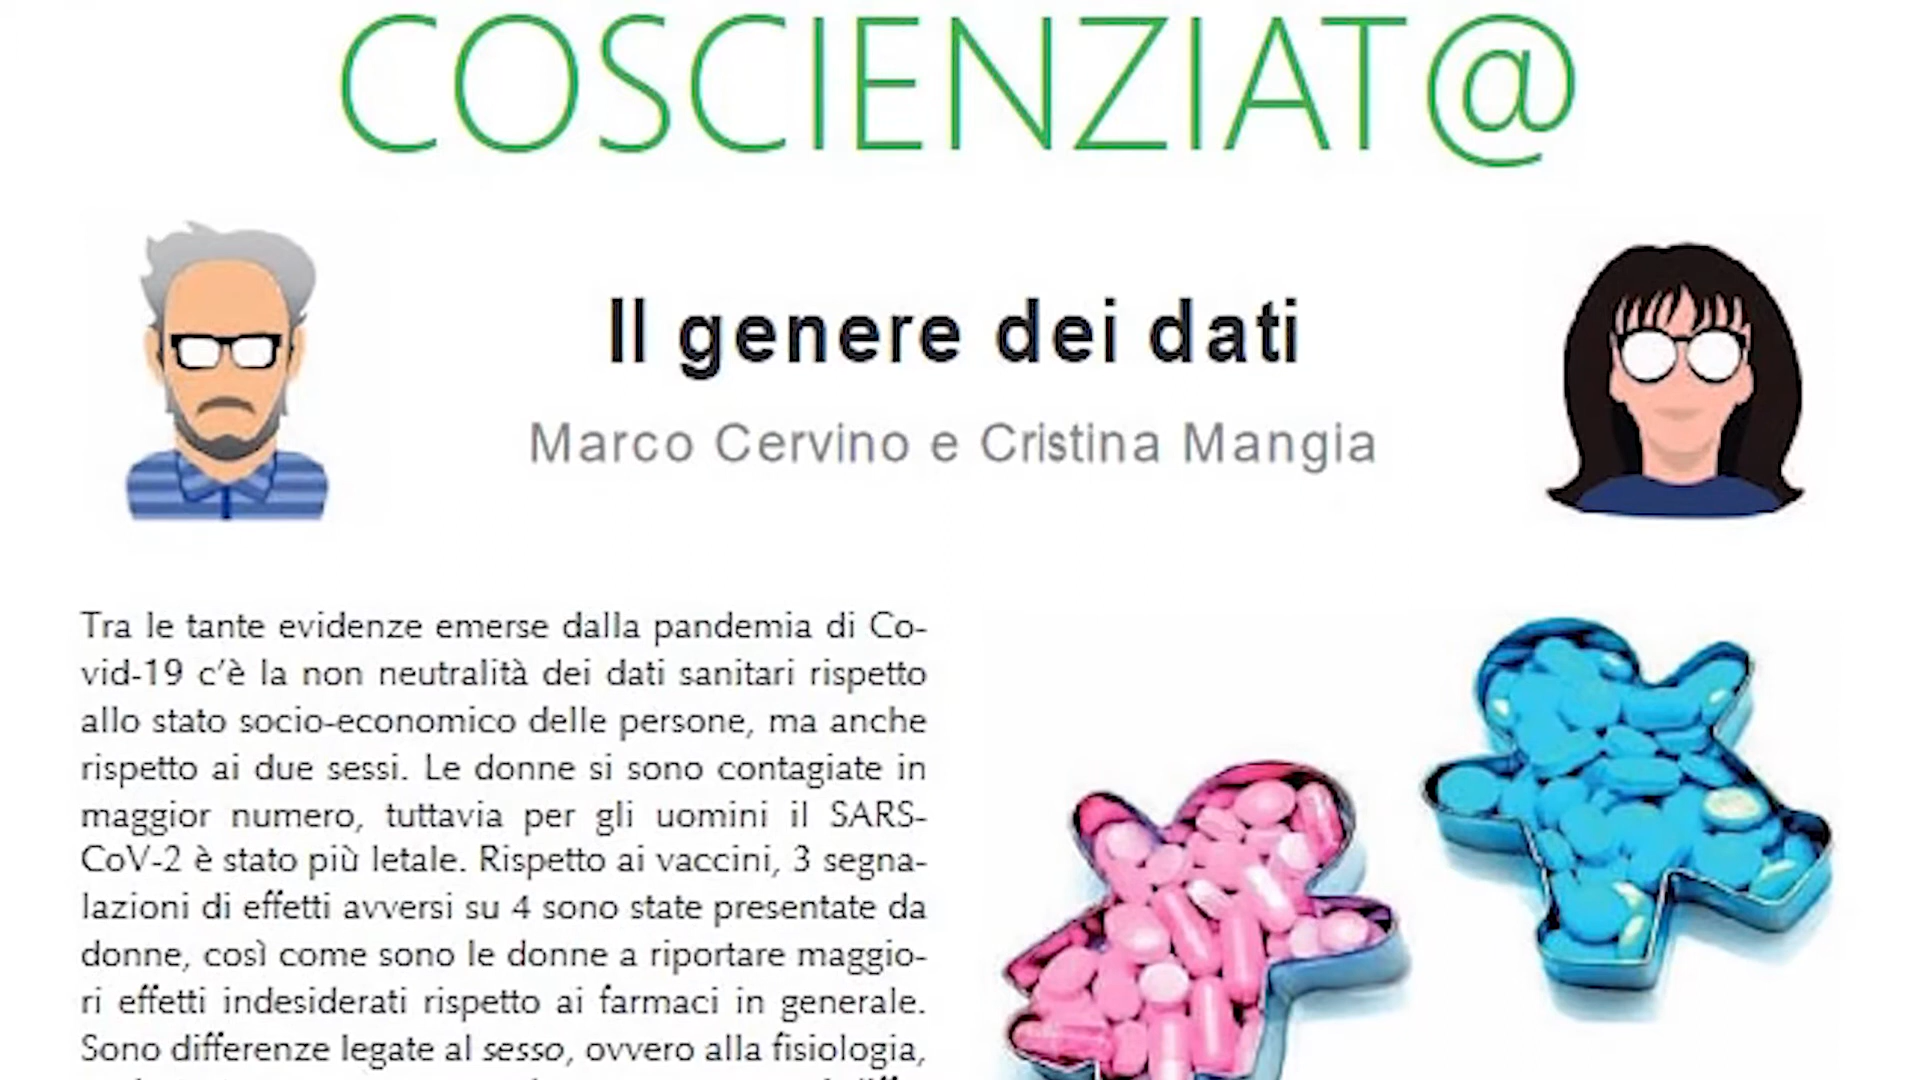 COSCIENZIAT@
Il genere dei dati
Marco Cervino e Cristina Mangia
Tra le tante evidenze emerse dalla pandemia di Co-
vid-19 c'è la non neutralità dei dati sanitari rispetto
allo stato socio-economico delle persone, ma anche
rispetto ai due sessi. Le donne si sono contagiate in
maggior numero, tuttavia per gli uomini il SARS-
CoV-2 è stato più letale. Rispetto ai vaccini, 3 segna-
lazioni di effetti avversi su 4 sono state presentate da
donne, così come sono le donne a riportare maggio-
ri effetti indesiderati rispetto ai farmaci in generale.
Sono differenze legate al sesso, ovvero alla fisiologia,